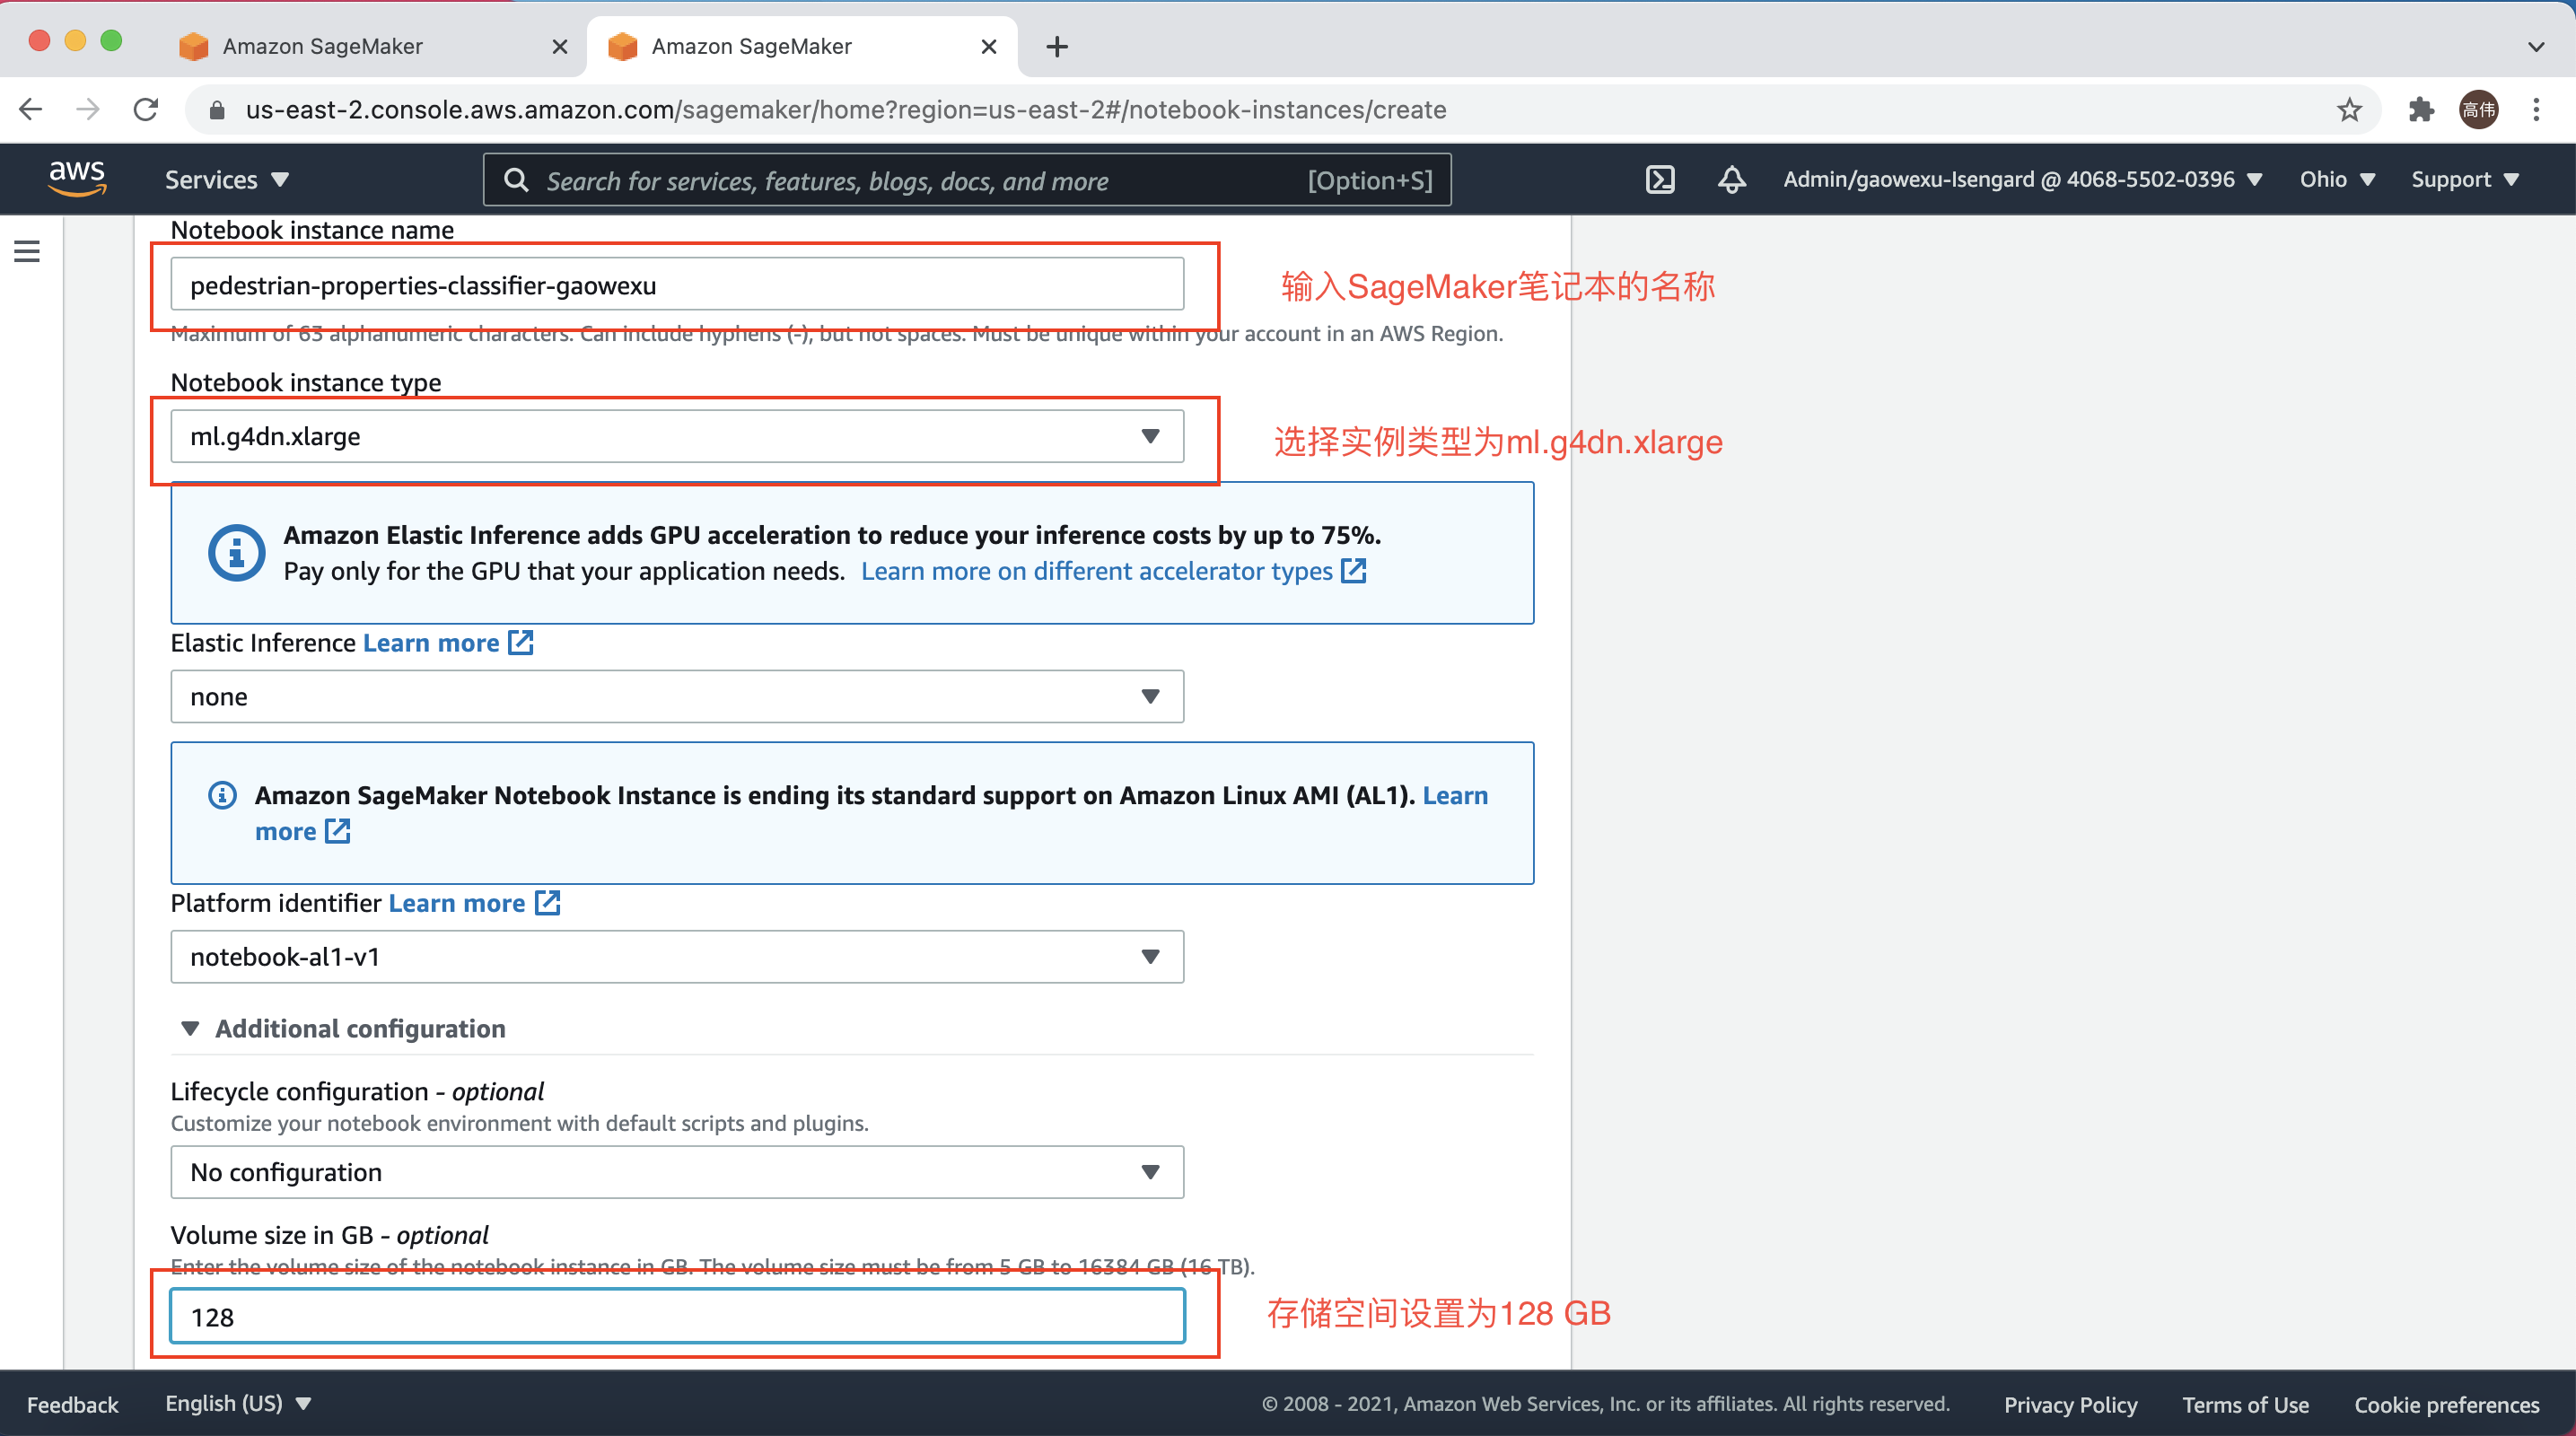 Amazon SageMaker
Amazon SageMaker
us-east-2.console.aws.amazon.com/sagemaker/home?region=us-east-2#/notebook-instances/create
高伟
aws
Services
Search for services, features, blogs, docs, and more
[Option+S]
Admin/gaowexu-Isengard @ 4068-5502-0396
Ohio
Support
Notebook instance name
pedestrian-properties-classifier-gaowexu
输入SageMaker笔记本的名称
Maximum of 63 alphanumeric characters. Can include hyphens (-), but not spaces. Must be unique within your account in an AWS Region.
Notebook instance type
ml.g4dn.xlarge
选择实例类型为ml.g4dn.xlarge
Amazon Elastic Inference adds GPU acceleration to reduce your inference costs by up to 75%.
Pay only for the GPU that your application needs. Learn more on different accelerator types
Elastic Inference Learn more
none
Amazon SageMaker Notebook Instance is ending its standard support on Amazon Linux AMI (AL1). Learn
more
Platform identifier Learn more
notebook-al1-v1
Additional configuration
Lifecycle configuration - optional
Customize your notebook environment with default scripts and plugins.
No configuration
Volume size in GB - optional
Enter the volume size of the notebook instance in GB. The volume size must be from 5 GB to 16384 GB (16 TB).
128
存储空间设置为128 GB
Feedback
English (US)
© 2008 - 2021, Amazon Web Services, Inc. or its affiliates. All rights reserved.
Privacy Policy
Terms of Use
Cookie preferences